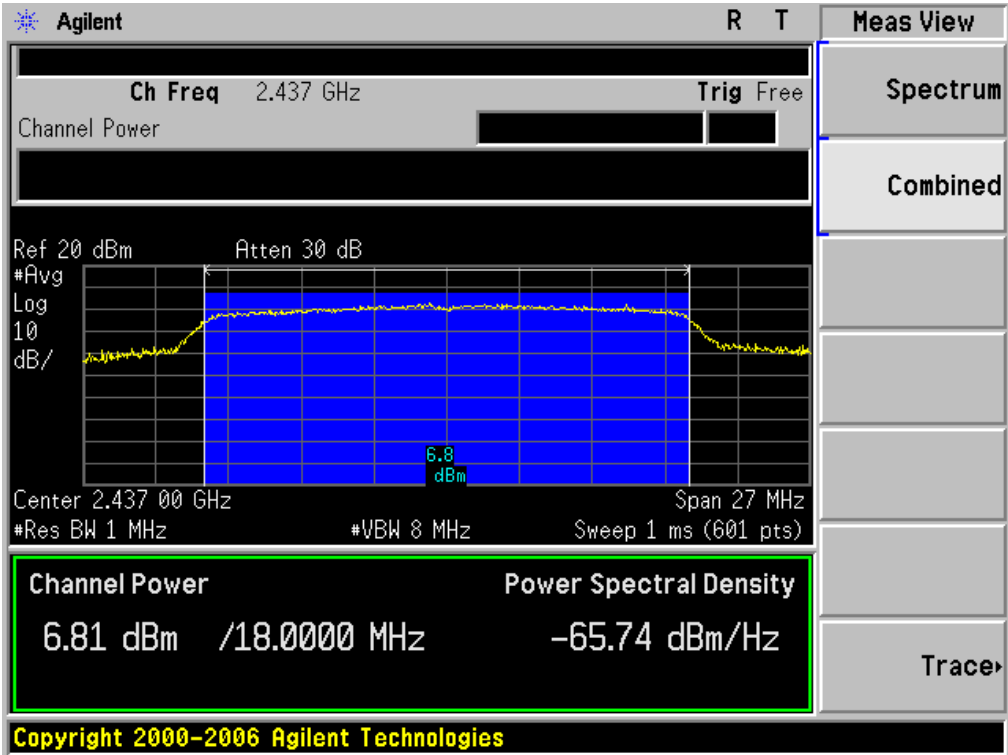 Agilent R T Meas View
Ch Freq 2.437 GHz Trig Free
Channel Power
Spectrum
Combined
Ref 20 dBm Atten 30 dB
#Avg
Log
10
dB/
6.8
dBm
Center 2.437 00 GHz Span 27 MHz
#Res BW 1 MHz #VBW 8 MHz Sweep 1 ms (601 pts)
Channel Power Power Spectral Density
6.81 dBm /18.0000 MHz -65.74 dBm/Hz
Trace
Copyright 2000-2006 Agilent Technologies